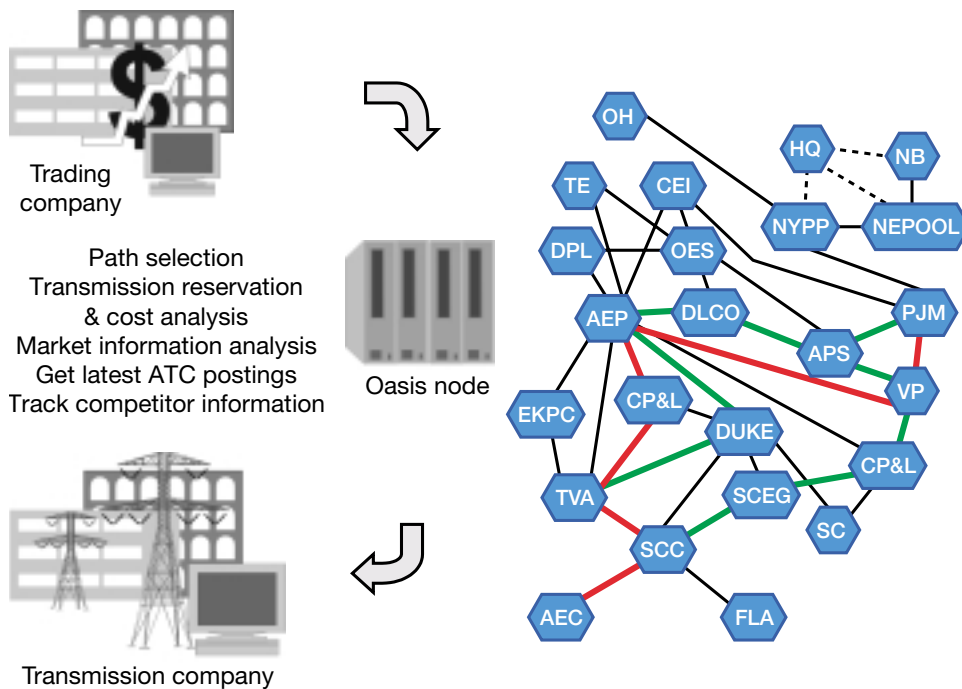 Trading
company
Path selection
Transmission reservation
& cost analysis
Market information analysis
Get latest ATC postings
Track competitor information
Transmission company
Oasis node
OH
HQ
NB
TE
CEI
NYPP
NEPOOL
DPL
OES
AEP
DLCO
PJM
APS
VP
EKPC
CP&L
DUKE
CP&L
TVA
SCEG
SC
SCC
AEC
FLA